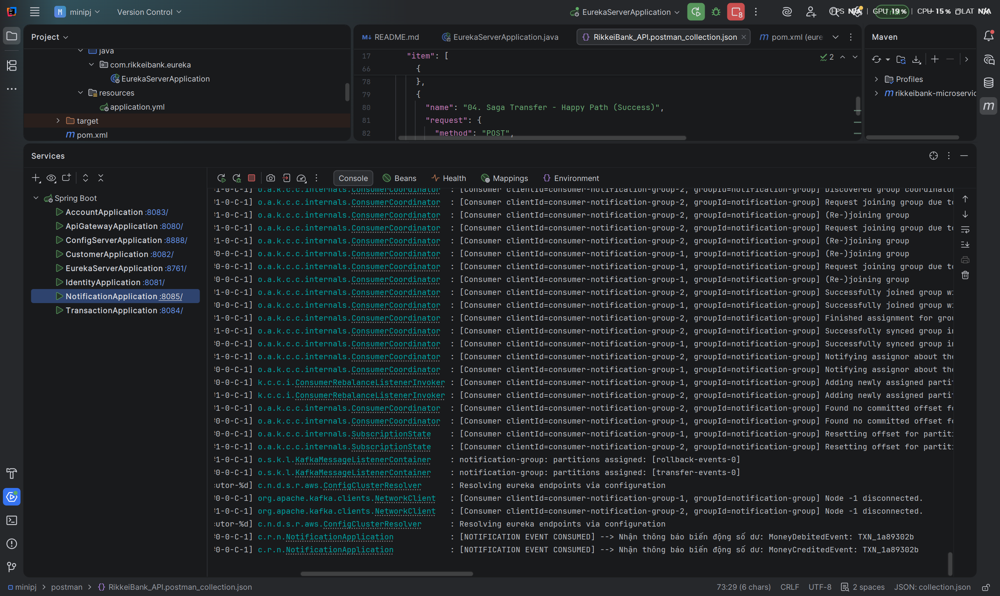 M minipj Version Control EurekaServerApplication 8
FPS N/A | GPU 19% | CPU 15% | LAT N/A
Project
java
com.rikkeibank.eureka
EurekaServerApplication
resources
application.yml
target
pom.xml
README.md EurekaServerApplication.java RikkeiBank_API.postman_collection.json pom.xml (eure
17 "item": [
66 {
78 },
79 {
80 "name": "04. Saga Transfer - Happy Path (Success)",
81 "request": {
82 "method": "POST",
2
Maven
Profiles
rikkeibank-microservic
Services
Console Beans Health Mappings Environment
Spring Boot
AccountApplication :8083/
ApiGatewayApplication :8080/
ConfigServerApplication :8888/
CustomerApplication :8082/
EurekaServerApplication :8761/
IdentityApplication :8081/
NotificationApplication :8085/
TransactionApplication :8084/
1-0-C-1] o.a.k.c.c.internals.ConsumerCoordinator : [Consumer clientId=consumer-notification-group-2, groupId=notification-group] Discovered group coordinator
1-0-C-1] o.a.k.c.c.internals.ConsumerCoordinator : [Consumer clientId=consumer-notification-group-2, groupId=notification-group] Request joining group due to
1-0-C-1] o.a.k.c.c.internals.ConsumerCoordinator : [Consumer clientId=consumer-notification-group-2, groupId=notification-group] (Re-)joining group
1-0-C-1] o.a.k.c.c.internals.ConsumerCoordinator : [Consumer clientId=consumer-notification-group-2, groupId=notification-group] Request joining group due to
1-0-C-1] o.a.k.c.c.internals.ConsumerCoordinator : [Consumer clientId=consumer-notification-group-2, groupId=notification-group] (Re-)joining group
0-0-C-1] o.a.k.c.c.internals.ConsumerCoordinator : [Consumer clientId=consumer-notification-group-1, groupId=notification-group] (Re-)joining group
0-0-C-1] o.a.k.c.c.internals.ConsumerCoordinator : [Consumer clientId=consumer-notification-group-1, groupId=notification-group] Request joining group due to
0-0-C-1] o.a.k.c.c.internals.ConsumerCoordinator : [Consumer clientId=consumer-notification-group-1, groupId=notification-group] (Re-)joining group
1-0-C-1] o.a.k.c.c.internals.ConsumerCoordinator : [Consumer clientId=consumer-notification-group-2, groupId=notification-group] Successfully joined group wi
0-0-C-1] o.a.k.c.c.internals.ConsumerCoordinator : [Consumer clientId=consumer-notification-group-1, groupId=notification-group] Successfully joined group wi
1-0-C-1] o.a.k.c.c.internals.ConsumerCoordinator : [Consumer clientId=consumer-notification-group-2, groupId=notification-group] Finished assignment for grou
1-0-C-1] o.a.k.c.c.internals.ConsumerCoordinator : [Consumer clientId=consumer-notification-group-2, groupId=notification-group] Successfully synced group in
0-0-C-1] o.a.k.c.c.internals.ConsumerCoordinator : [Consumer clientId=consumer-notification-group-1, groupId=notification-group] Successfully synced group in
1-0-C-1] o.a.k.c.c.internals.ConsumerCoordinator : [Consumer clientId=consumer-notification-group-2, groupId=notification-group] Notifying assignor about the
0-0-C-1] o.a.k.c.c.internals.ConsumerCoordinator : [Consumer clientId=consumer-notification-group-1, groupId=notification-group] Notifying assignor about the
0-0-C-1] k.c.c.i.ConsumerRebalanceListenerInvoker : [Consumer clientId=consumer-notification-group-1, groupId=notification-group] Adding newly assigned partit
1-0-C-1] k.c.c.i.ConsumerRebalanceListenerInvoker : [Consumer clientId=consumer-notification-group-2, groupId=notification-group] Adding newly assigned partit
1-0-C-1] o.a.k.c.c.internals.ConsumerCoordinator : [Consumer clientId=consumer-notification-group-2, groupId=notification-group] Found no committed offset fo
0-0-C-1] o.a.k.c.c.internals.ConsumerCoordinator : [Consumer clientId=consumer-notification-group-1, groupId=notification-group] Found no committed offset fo
0-0-C-1] o.a.k.c.c.internals.SubscriptionState : [Consumer clientId=consumer-notification-group-1, groupId=notification-group] Resetting offset for partiti
1-0-C-1] o.a.k.c.c.internals.SubscriptionState : [Consumer clientId=consumer-notification-group-2, groupId=notification-group] Resetting offset for partiti
1-0-C-1] o.s.k.l.KafkaMessageListenerContainer : notification-group: partitions assigned: [rollback-events-0]
0-0-C-1] o.s.k.l.KafkaMessageListenerContainer : notification-group: partitions assigned: [transfer-events-0]
utor-%d] c.n.d.s.r.aws.ConfigClusterResolver : Resolving eureka endpoints via configuration
0-0-C-1] org.apache.kafka.clients.NetworkClient : [Consumer clientId=consumer-notification-group-1, groupId=notification-group] Node -1 disconnected.
1-0-C-1] org.apache.kafka.clients.NetworkClient : [Consumer clientId=consumer-notification-group-2, groupId=notification-group] Node -1 disconnected.
utor-%d] c.n.d.s.r.aws.ConfigClusterResolver : Resolving eureka endpoints via configuration
0-0-C-1] c.r.n.NotificationApplication : [NOTIFICATION EVENT CONSUMED] --> Nhận thông báo biến động số dư: MoneyDebitedEvent: TXN_1a89302b
0-0-C-1] c.r.n.NotificationApplication : [NOTIFICATION EVENT CONSUMED] --> Nhận thông báo biến động số dư: MoneyCreditedEvent: TXN_1a89302b
minipj > postman > RikkeiBank_API.postman_collection.json 73:29 (6 chars) CRLF UTF-8 2 spaces JSON: collection.json